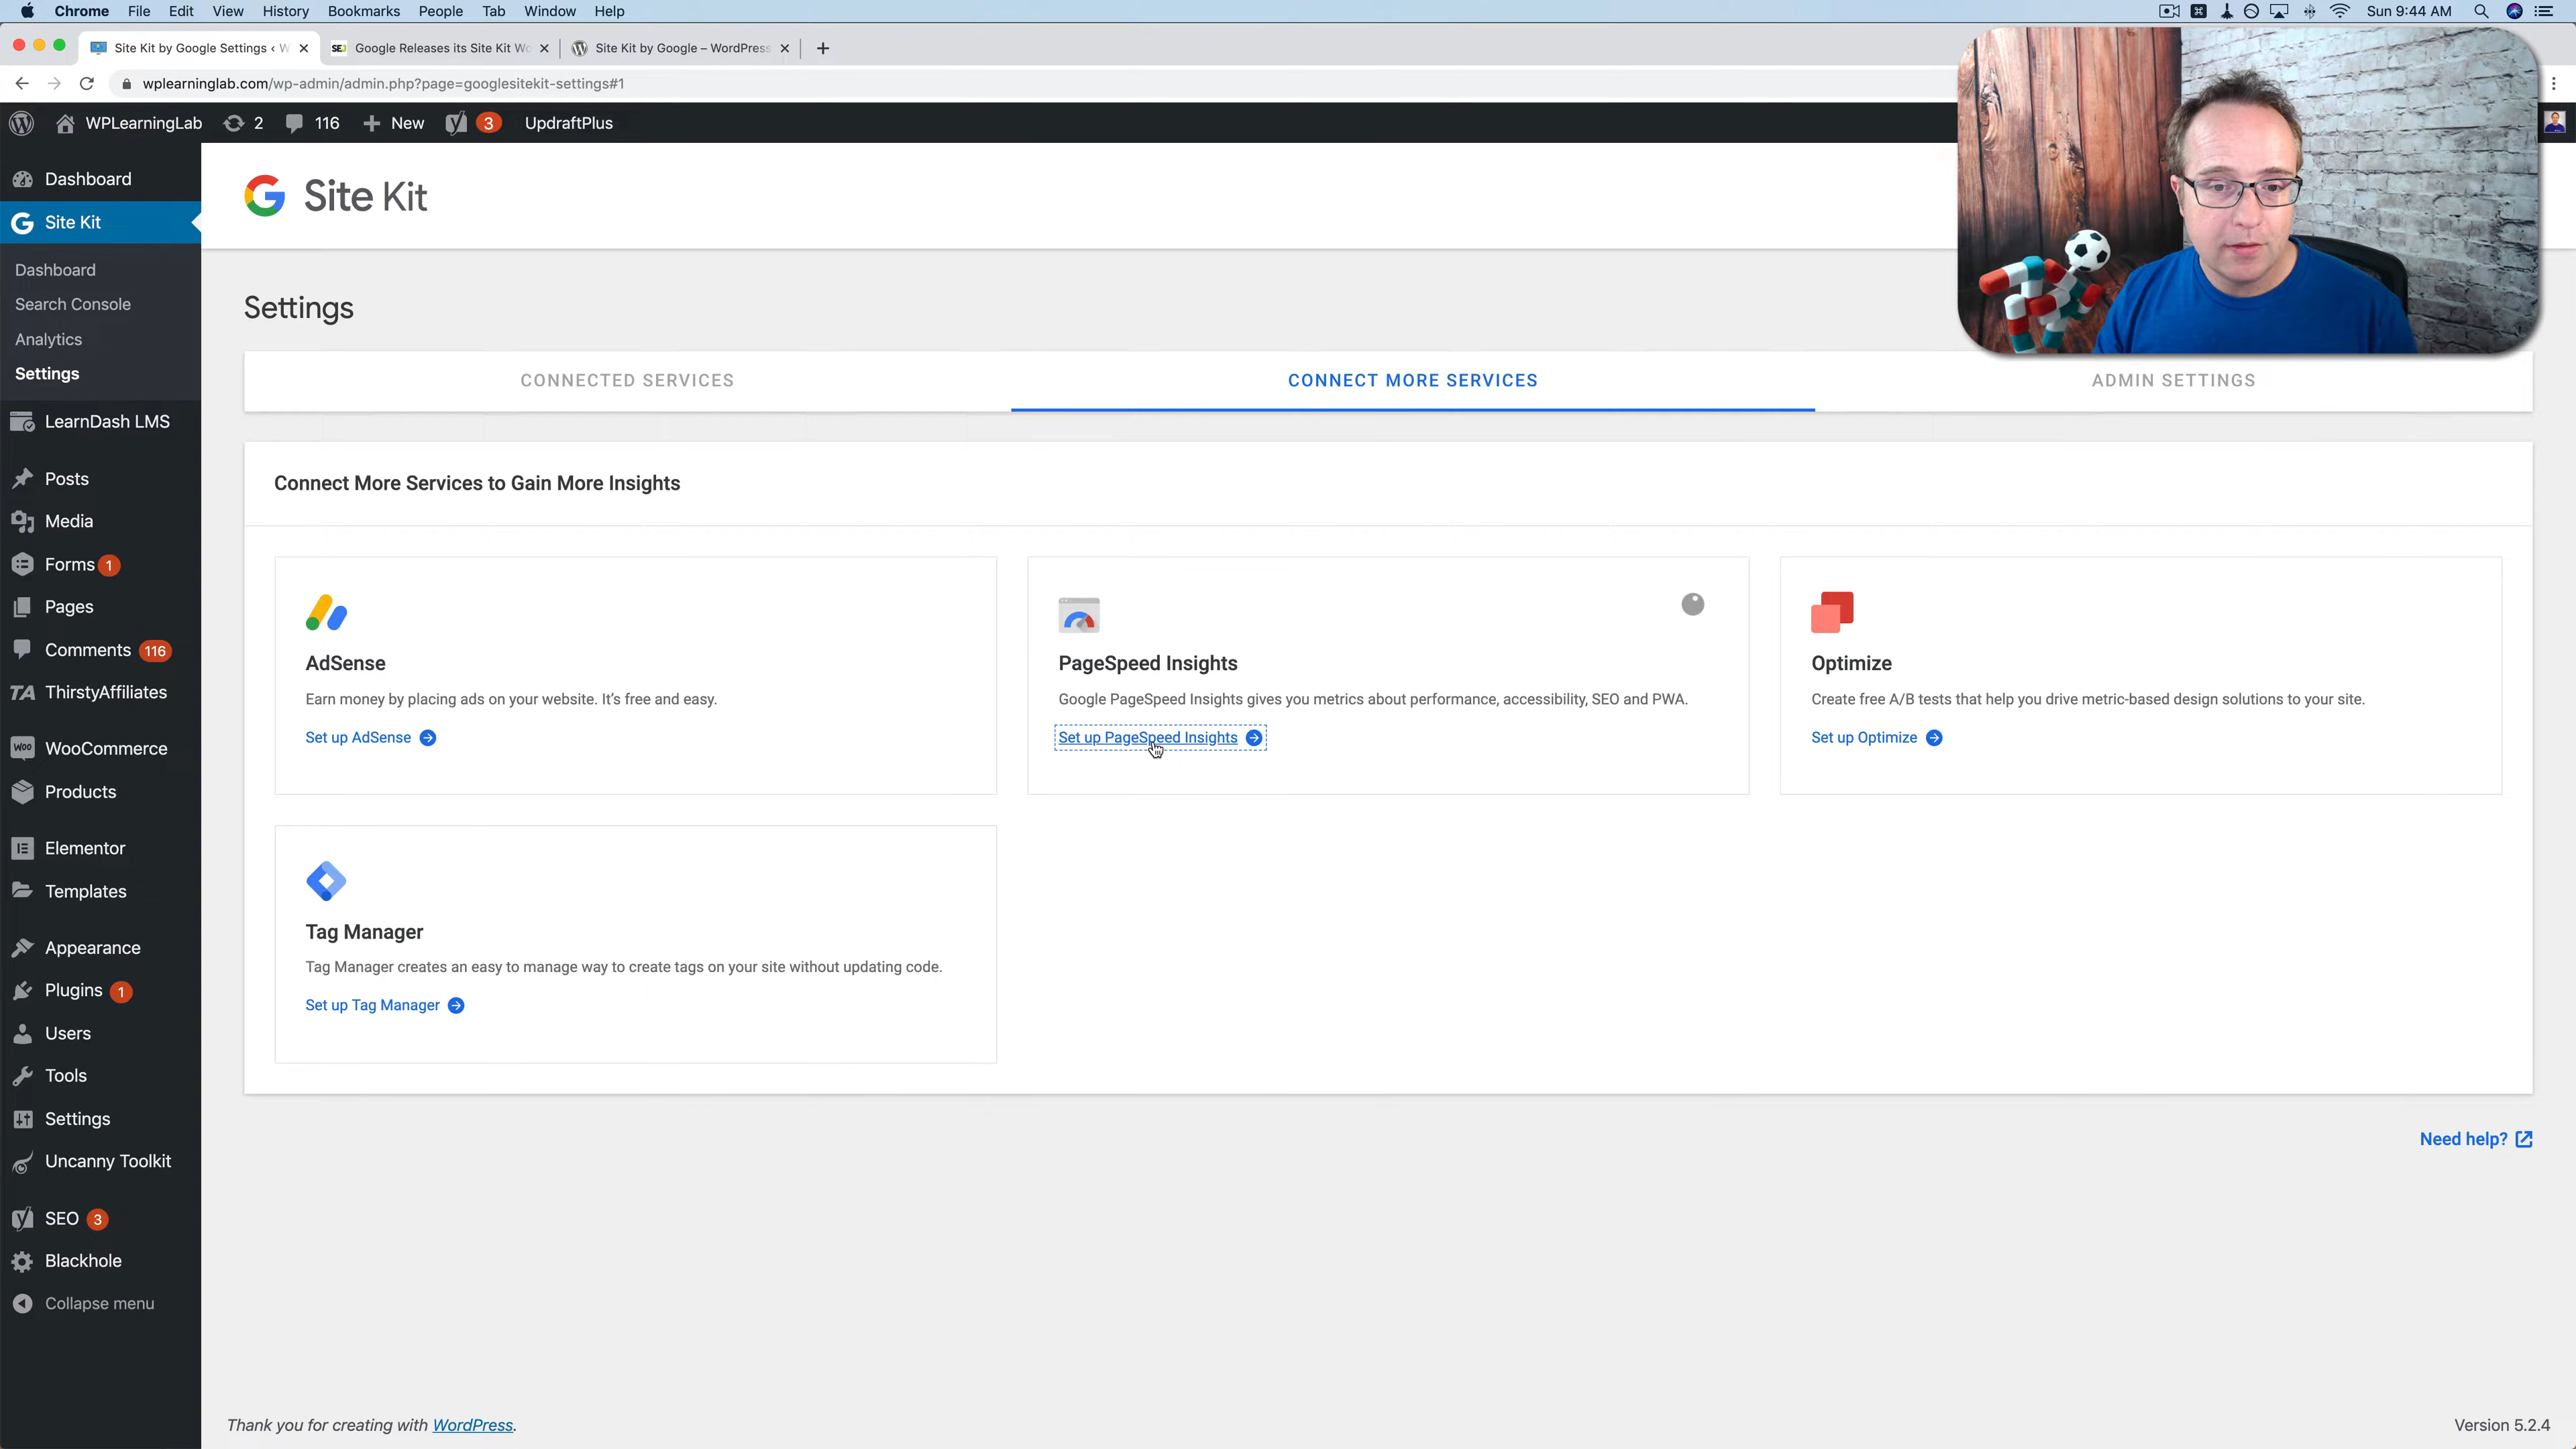 Chrome File Edit View History Bookmarks People Tab Window Help Sun 9:44 AM
Site Kit by Google Settings ‹ W SEJ Google Releases its Site Kit Wo Site Kit by Google – WordPress
wplearninglab.com/wp-admin/admin.php?page=googlesitekit-settings#1
WPLearningLab 2 116 New 3 UpdraftPlus
Dashboard
Site Kit
Dashboard
Search Console
Analytics
Settings
LearnDash LMS
Posts
Media
Forms 1
Pages
Comments 116
TA ThirstyAffiliates
WOO WooCommerce
Products
Elementor
Templates
Appearance
Plugins 1
Users
Tools
Settings
Uncanny Toolkit
SEO 3
Blackhole
Collapse menu
Site Kit
Settings
CONNECTED SERVICES CONNECT MORE SERVICES ADMIN SETTINGS
Connect More Services to Gain More Insights
AdSense
Earn money by placing ads on your website. It's free and easy.
Set up AdSense
PageSpeed Insights
Google PageSpeed Insights gives you metrics about performance, accessibility, SEO and PWA.
Set up PageSpeed Insights
Optimize
Create free A/B tests that help you drive metric-based design solutions to your site.
Set up Optimize
Tag Manager
Tag Manager creates an easy to manage way to create tags on your site without updating code.
Set up Tag Manager
Need help?
Thank you for creating with WordPress. Version 5.2.4